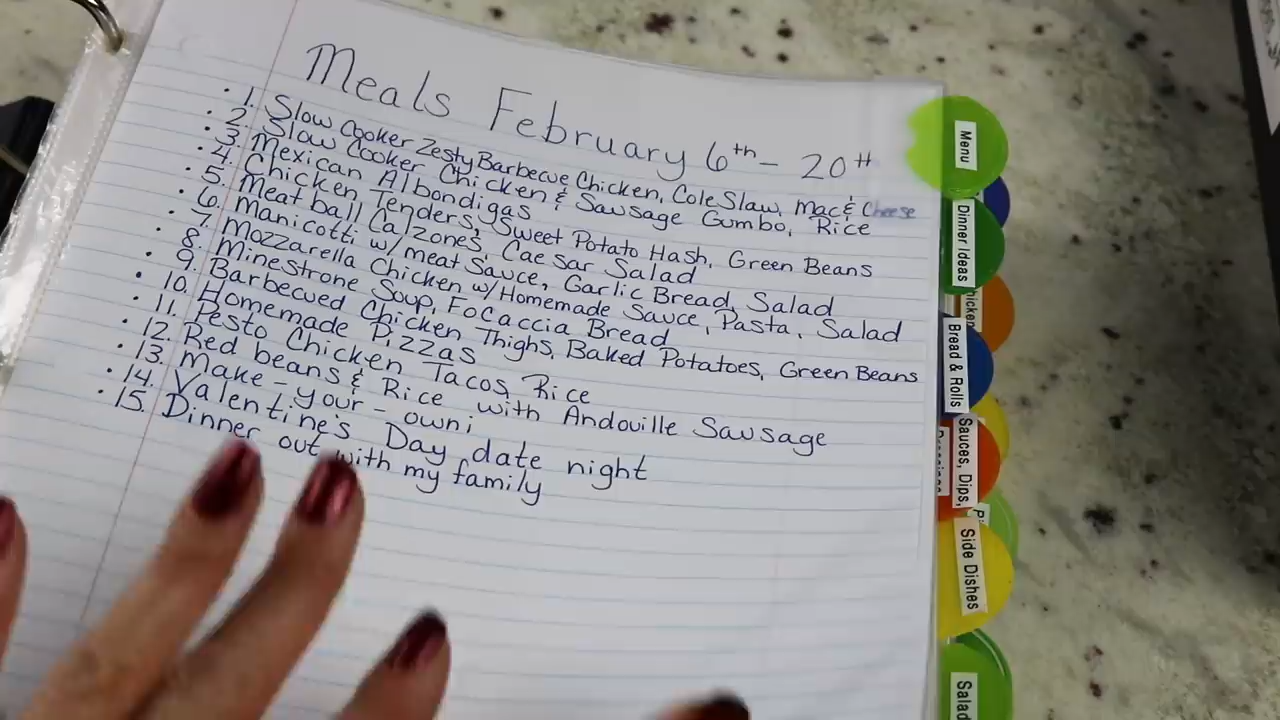 Meals February 6th - 20th
· 1. Slow Cooker Zesty Barbecue Chicken, Cole Slaw, Mac & Cheese
· 2. Slow Cooker Chicken & Sausage Gumbo, Rice
· 3. Mexican Albondigas
· 4. Chicken Tenders, Sweet Potato Hash, Green Beans
· 5. Meatball Calzones, Caesar Salad
· 6. Manicotti w/meat Sauce, Garlic Bread, Salad
· 7. Mozzarella Chicken w/Homemade Sauce, Pasta, Salad
· 8. Minestrone Soup, Focaccia Bread
· 9. Barbecued Chicken Thighs, Baked Potatoes, Green Beans
· 10. Homemade Pizzas
· 11. Pesto Chicken Tacos, Rice
· 12. Red beans & Rice with Andouille Sausage
· 13. Make-your-own!
· 14. Valentine's Day date night
· 15. Dinner out with my family
Menu
Dinner Ideas
Bread & Rolls
Sauces, Dips,
Side Dishes
Salad